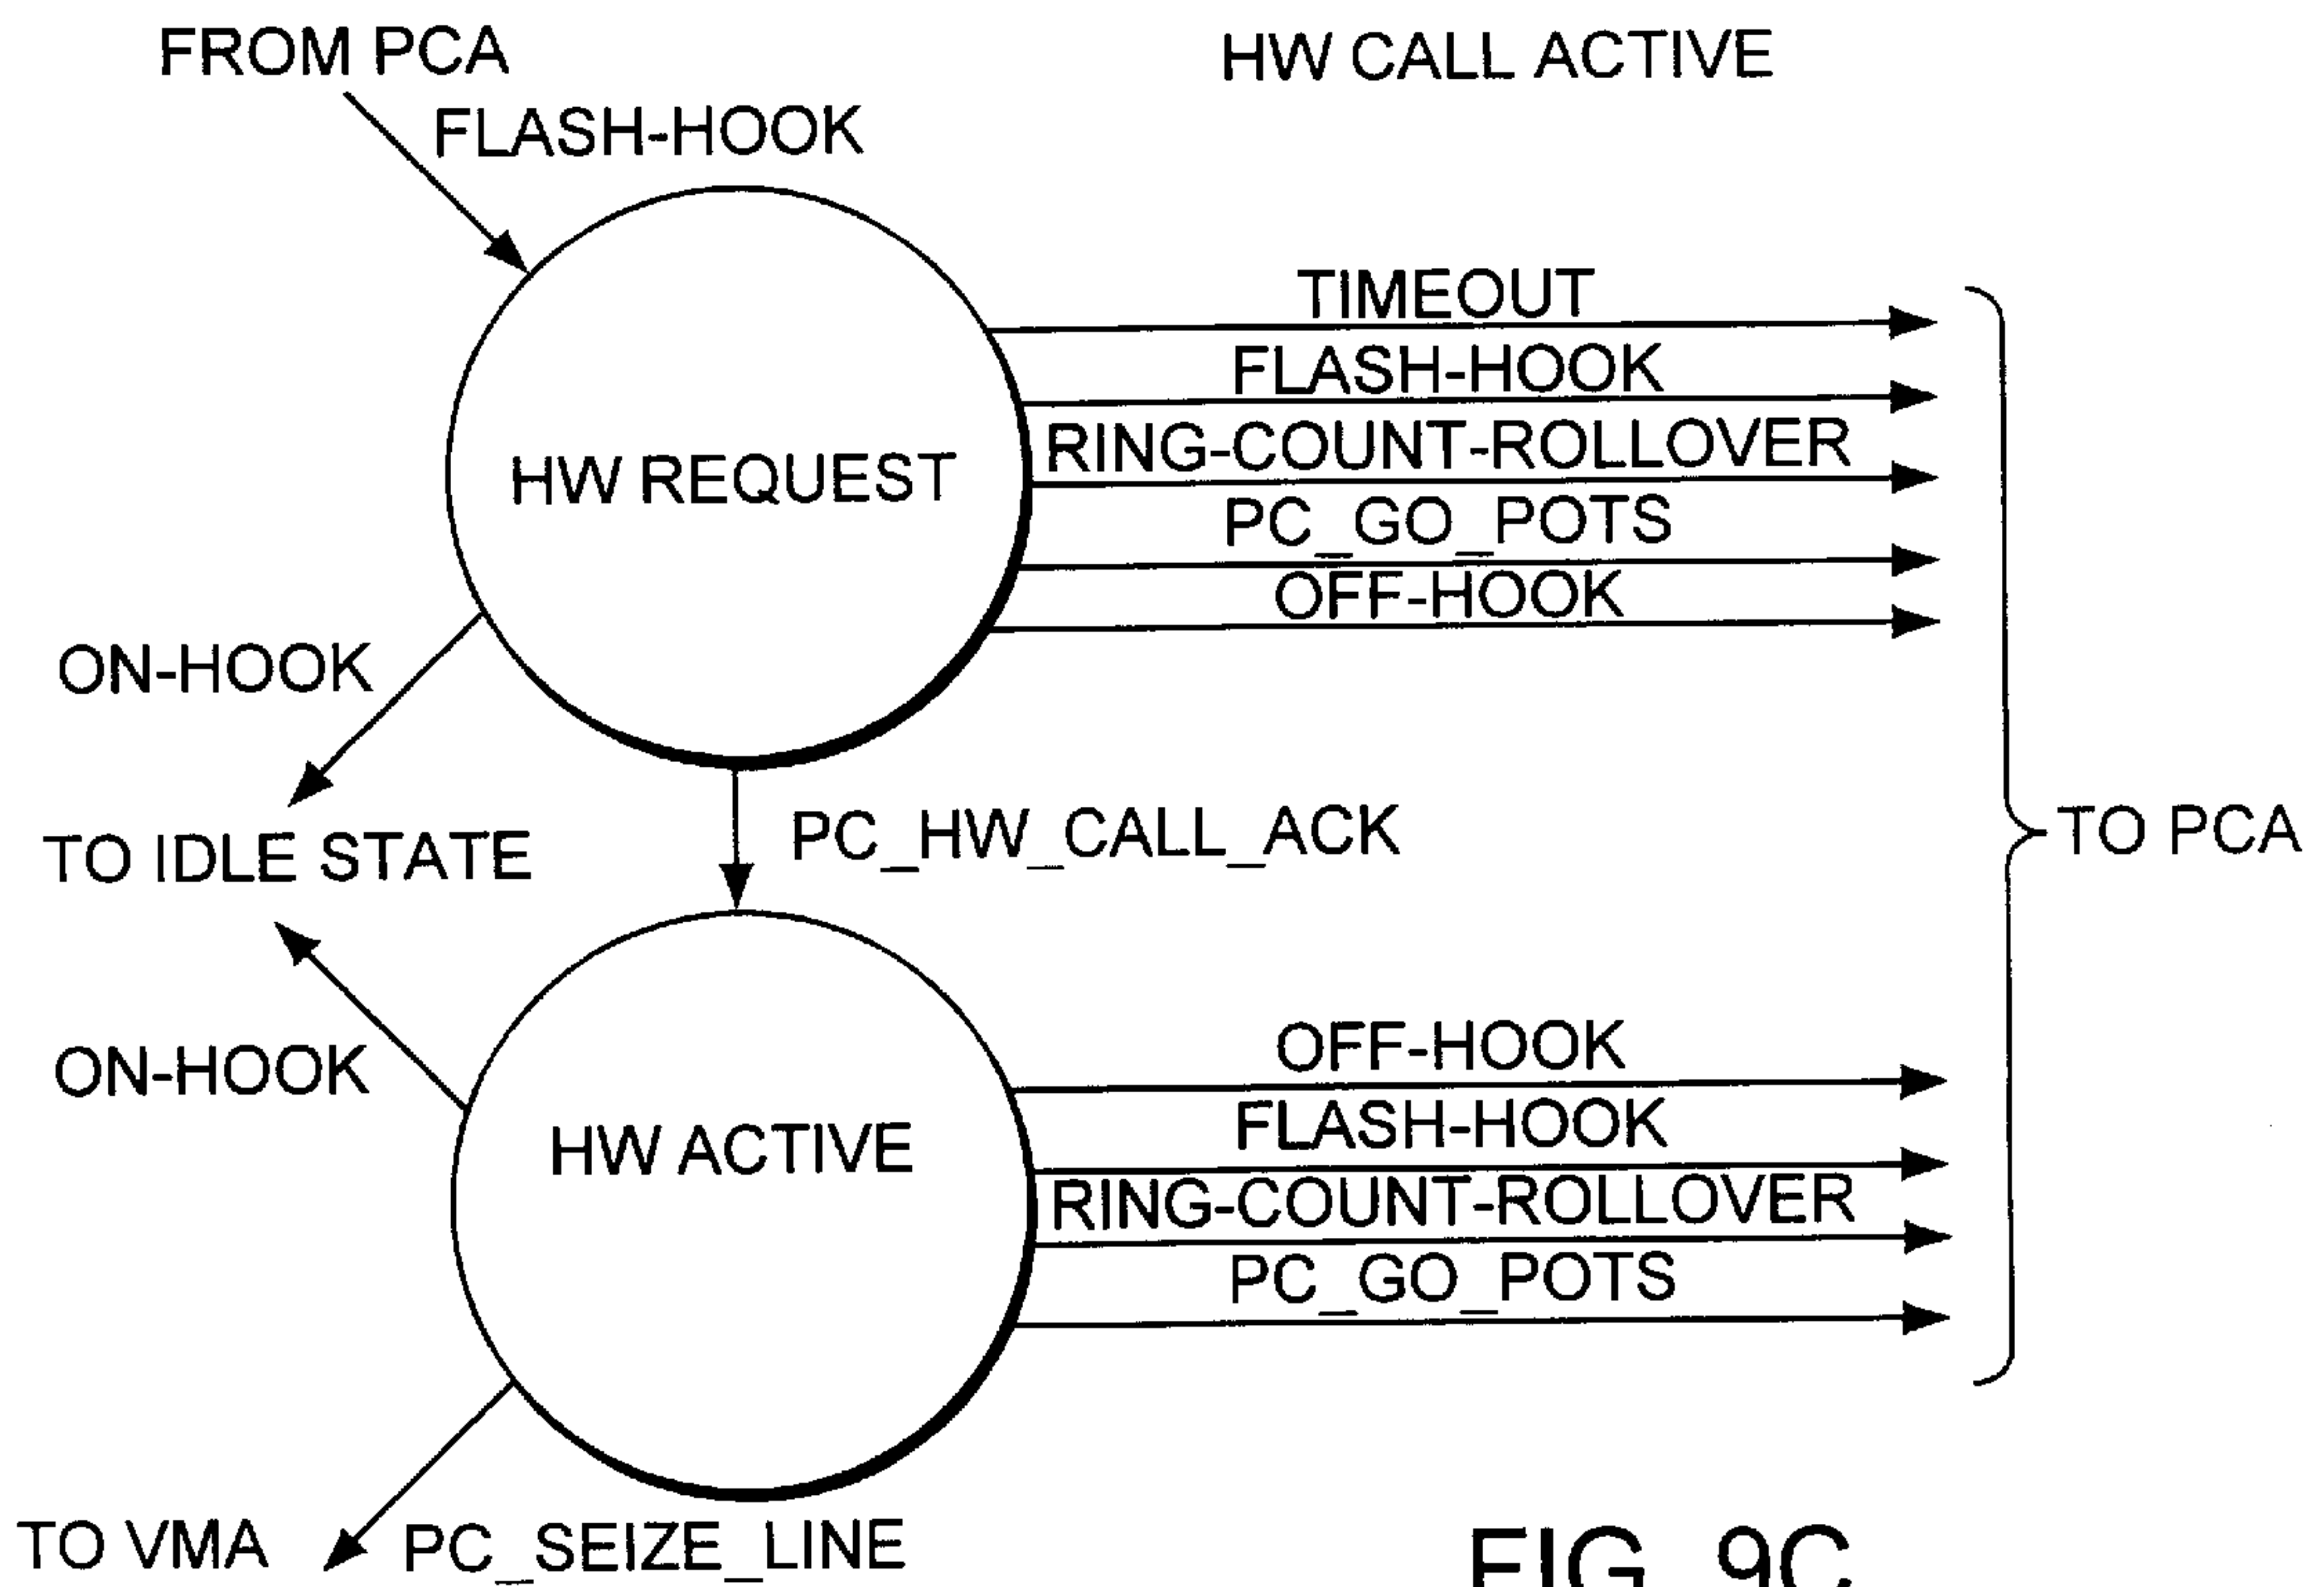 FROM PCA
HW CALL ACTIVE
FLASH-HOOK
TIMEOUT
FLASH-HOOK
RING-COUNT-ROLLOVER
HW REQUEST
PC_GO_POTS
OFF-HOOK
ON-HOOK
TO IDLE STATE
PC_HW_CALL_ACK
TO PCA
OFF-HOOK
ON-HOOK
FLASH-HOOK
HW ACTIVE
RING-COUNT-ROLLOVER
PC_GO_POTS
TO VMA
PC_SEIZE_LINE
FIG. 9C